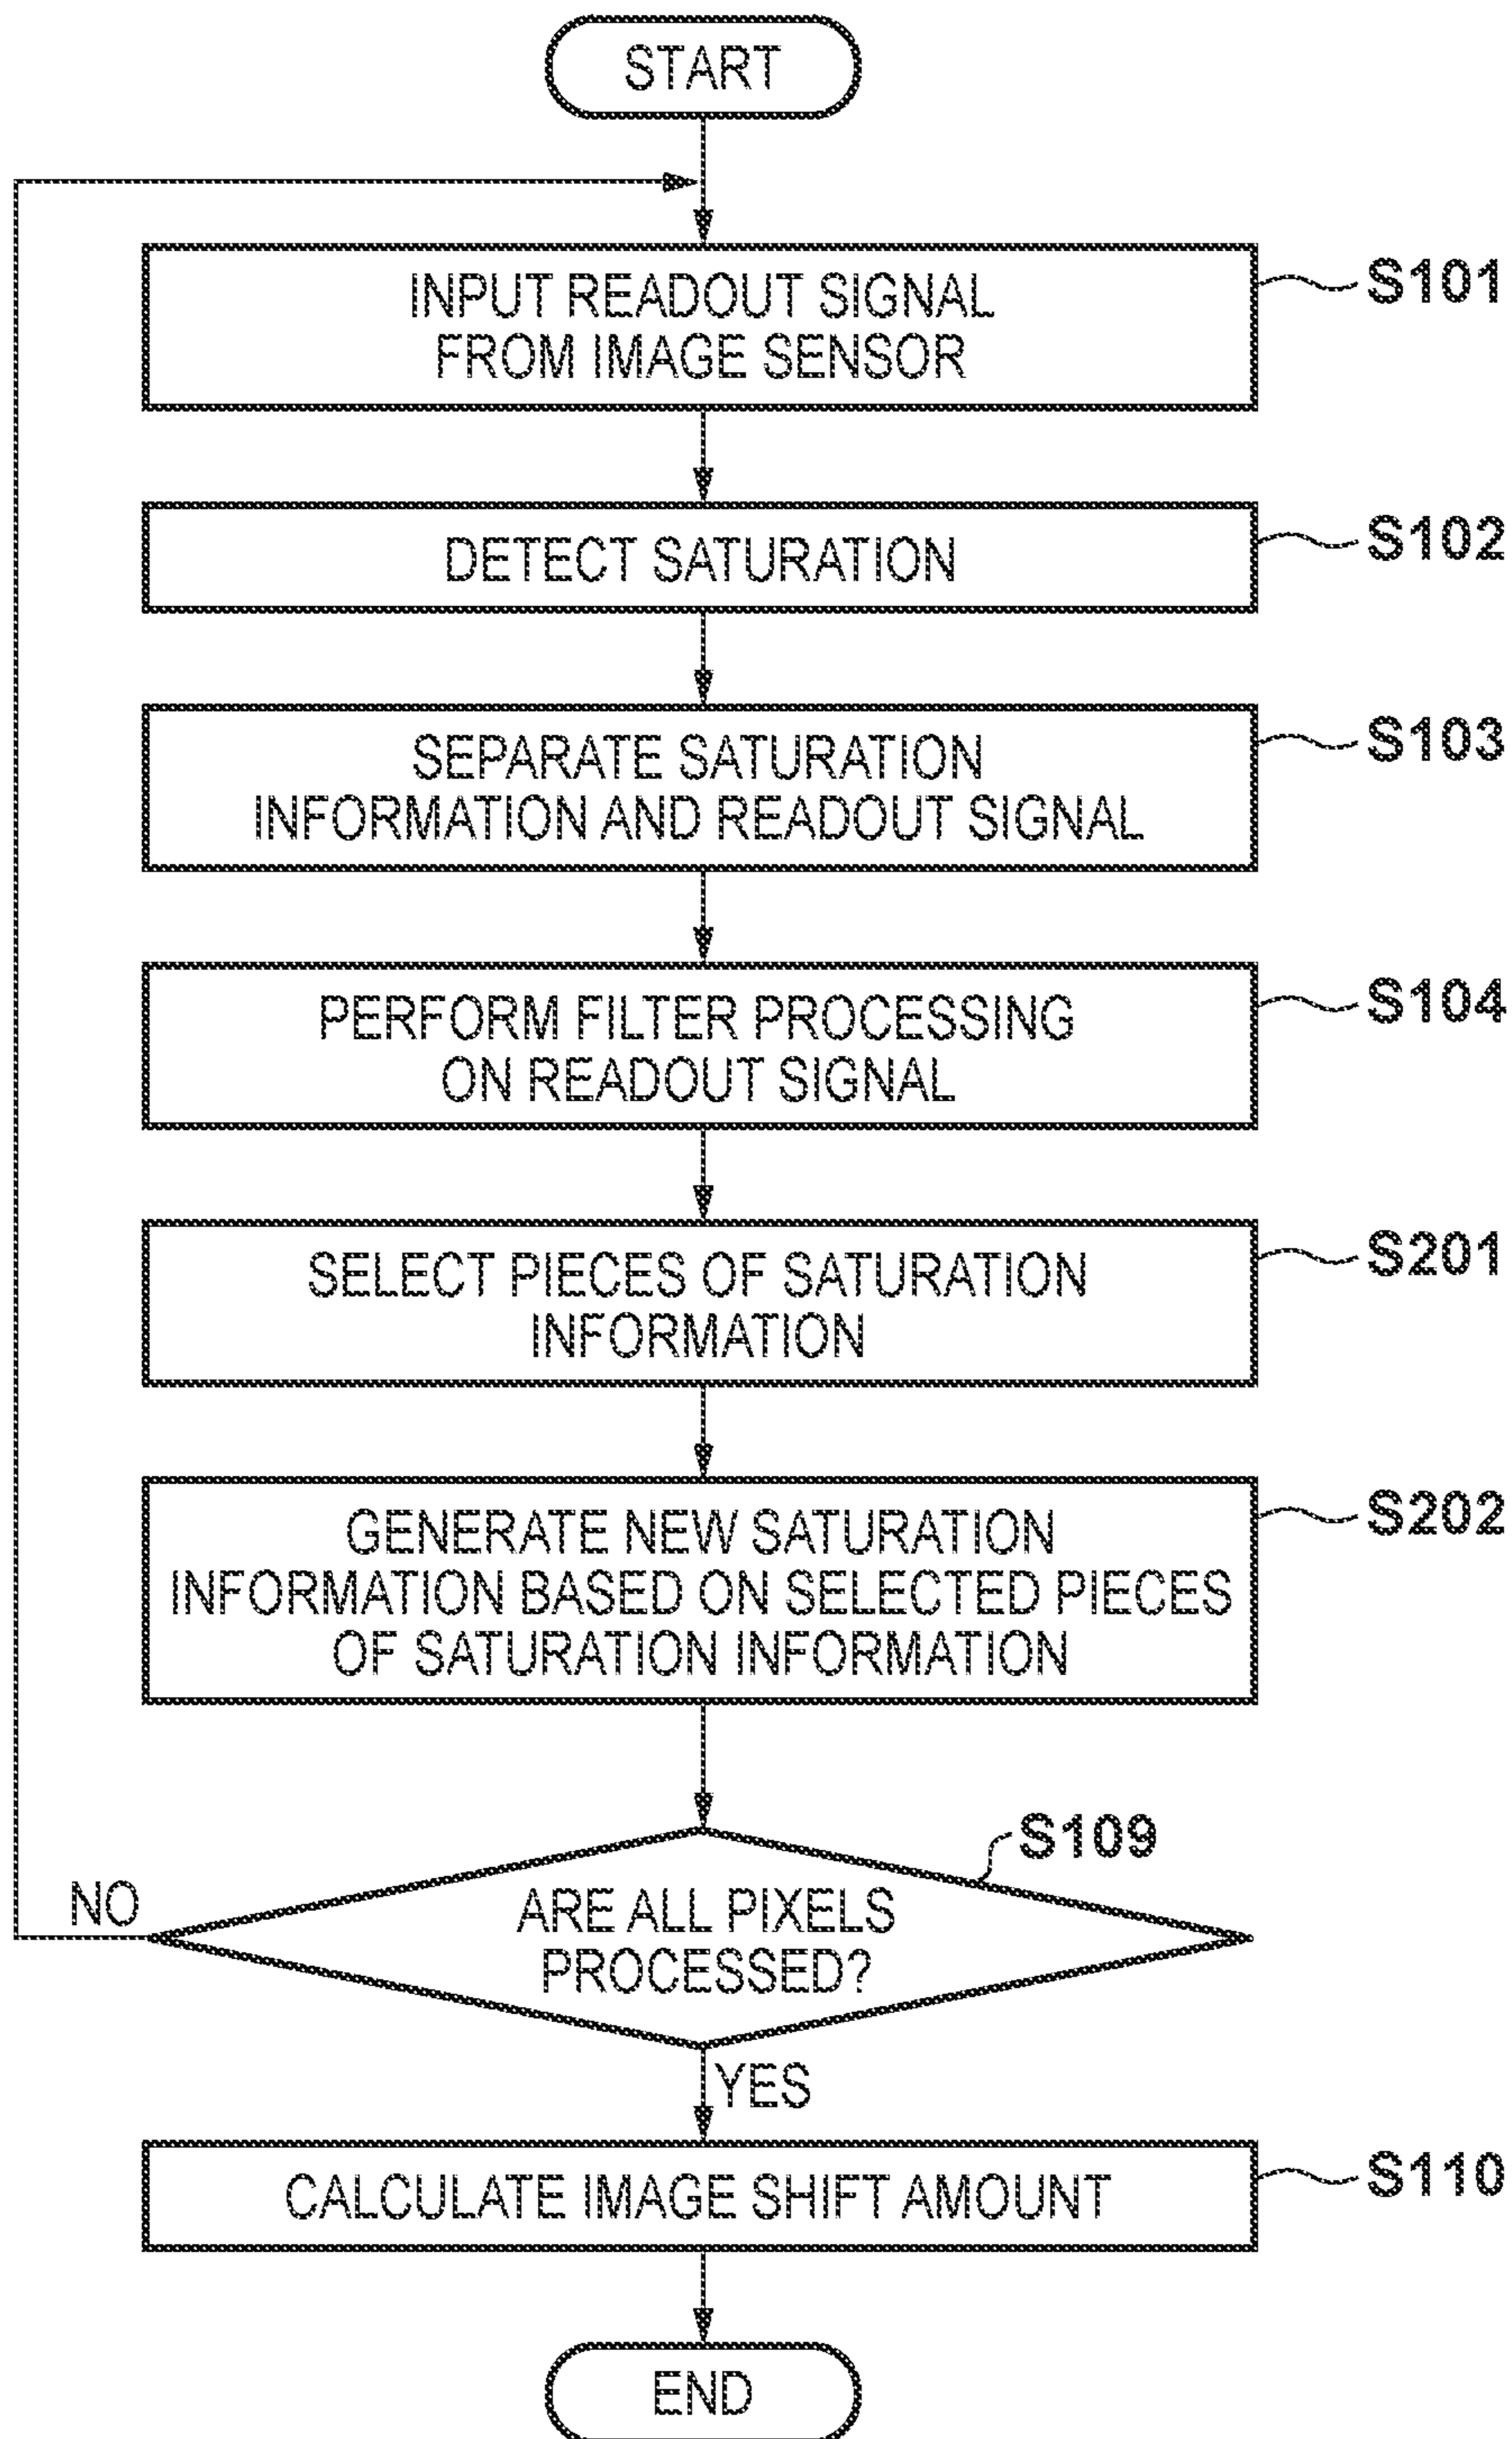 START
INPUT READOUT SIGNAL
FROM IMAGE SENSOR
S101
DETECT SATURATION
S102
SEPARATE SATURATION
INFORMATION AND READOUT SIGNAL
S103
PERFORM FILTER PROCESSING
ON READOUT SIGNAL
S104
SELECT PIECES OF SATURATION
INFORMATION
S201
GENERATE NEW SATURATION
INFORMATION BASED ON SELECTED PIECES
OF SATURATION INFORMATION
S202
S109
ARE ALL PIXELS
PROCESSED?
NO
YES
CALCULATE IMAGE SHIFT AMOUNT
S110
END